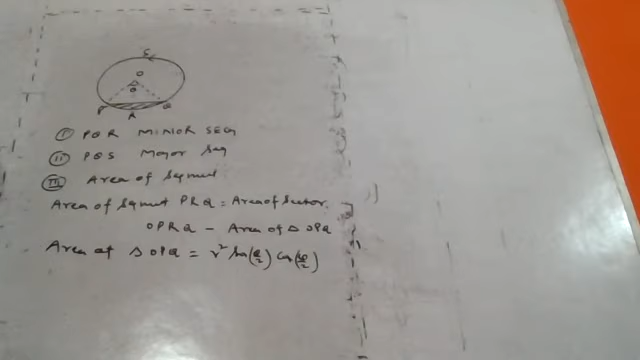 S
O
θ
P Q
R
I PQR MINOR SEG
II PQS Major Seg
III Area of Segment
Area of Segment PRQ = Area of Sector
OPRQ - Area of △ OPQ
Area of △ OPQ = r² Sin(θ/2) Cos(θ/2)